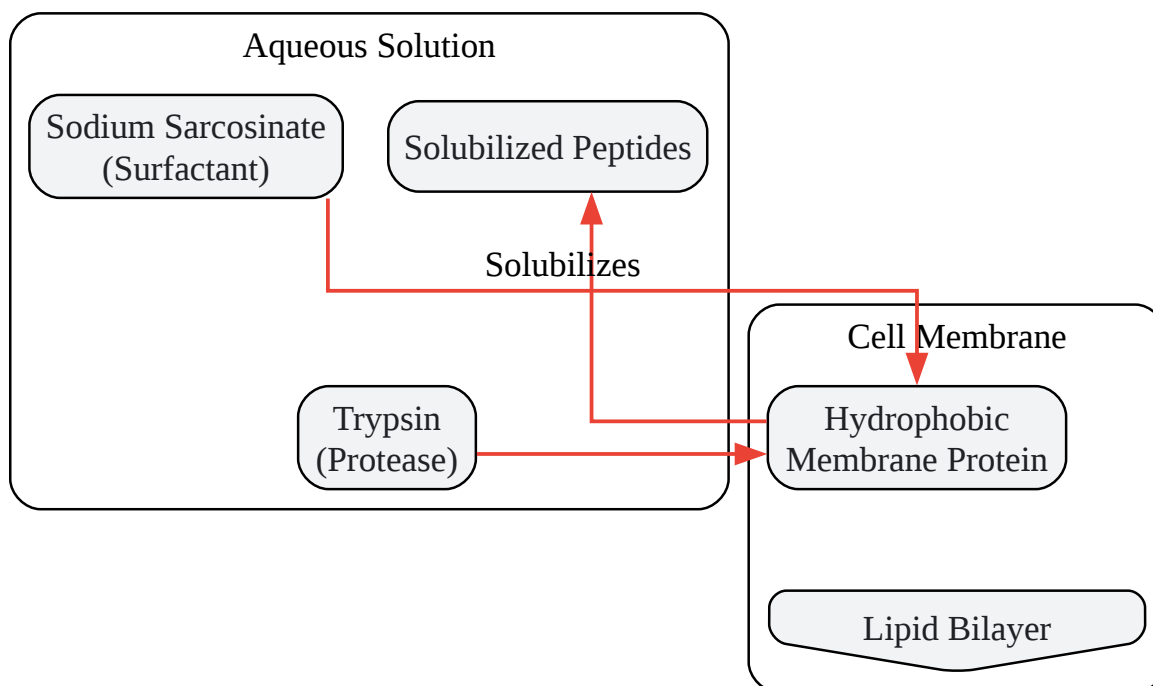 Aqueous Solution
Sodium Sarcosinate
(Surfactant)
Solubilized Peptides
Solubilizes
Cell Membrane
Trypsin
(Protease)
Hydrophobic
Membrane Protein
Lipid Bilayer